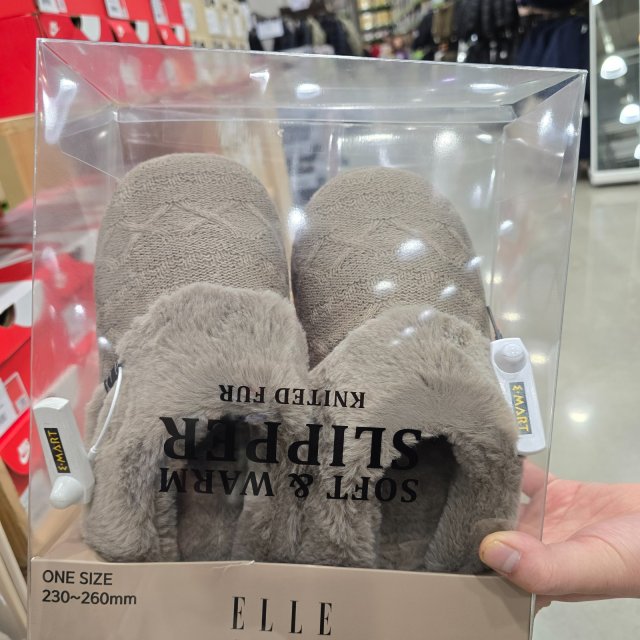 KNITED FUR
SLIPPER
SOFT & WARM
E·MART
E·MART
ONE SIZE
230~260mm
ELLE